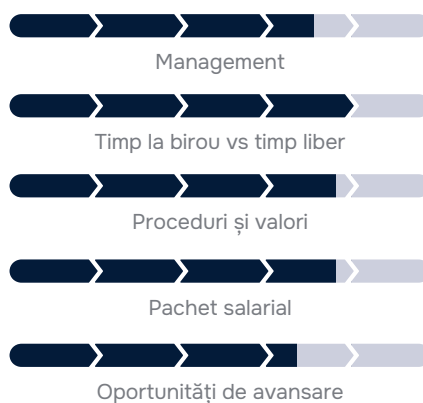 Management
Timp la birou vs timp liber
Proceduri și valori
Pachet salarial
Oportunități de avansare